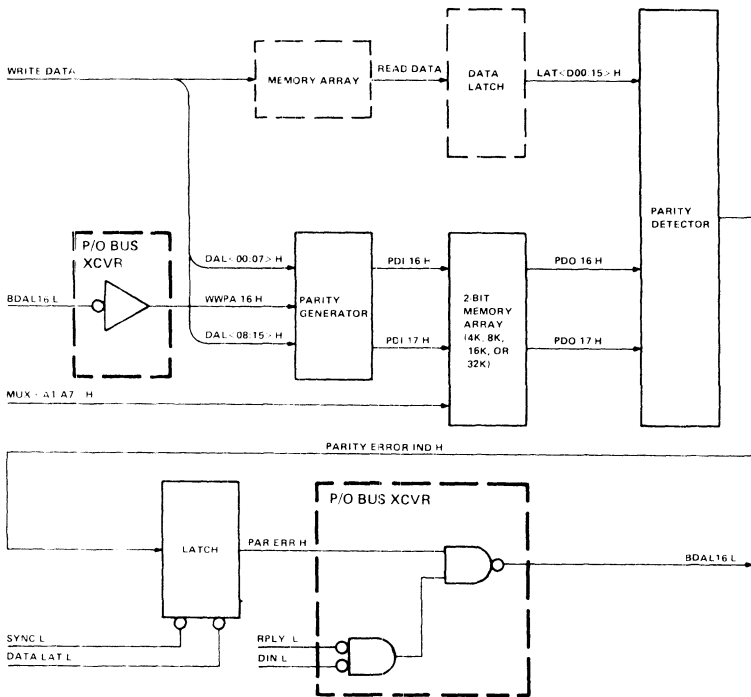 WRITE DATA
MEMORY ARRAY
READ DATA
DATA
LATCH
LAT<D00:15>H
PARITY
DETECTOR
P/O BUS
XCVR
BDAL16 L
DAL<00:07>H
WWPA 16 H
DAL<08:15>H
PARITY
GENERATOR
PDI 16 H
PDI 17 H
2-BIT
MEMORY
ARRAY
(4K, 8K,
16K, OR
32K)
PDO 16 H
PDO 17 H
MUX A1 A7 H
PARITY ERROR IND H
LATCH
PAR ERR H
P/O BUS XCVR
BDAL16 L
SYNC L
DATA LAT L
RPLY L
DIN L